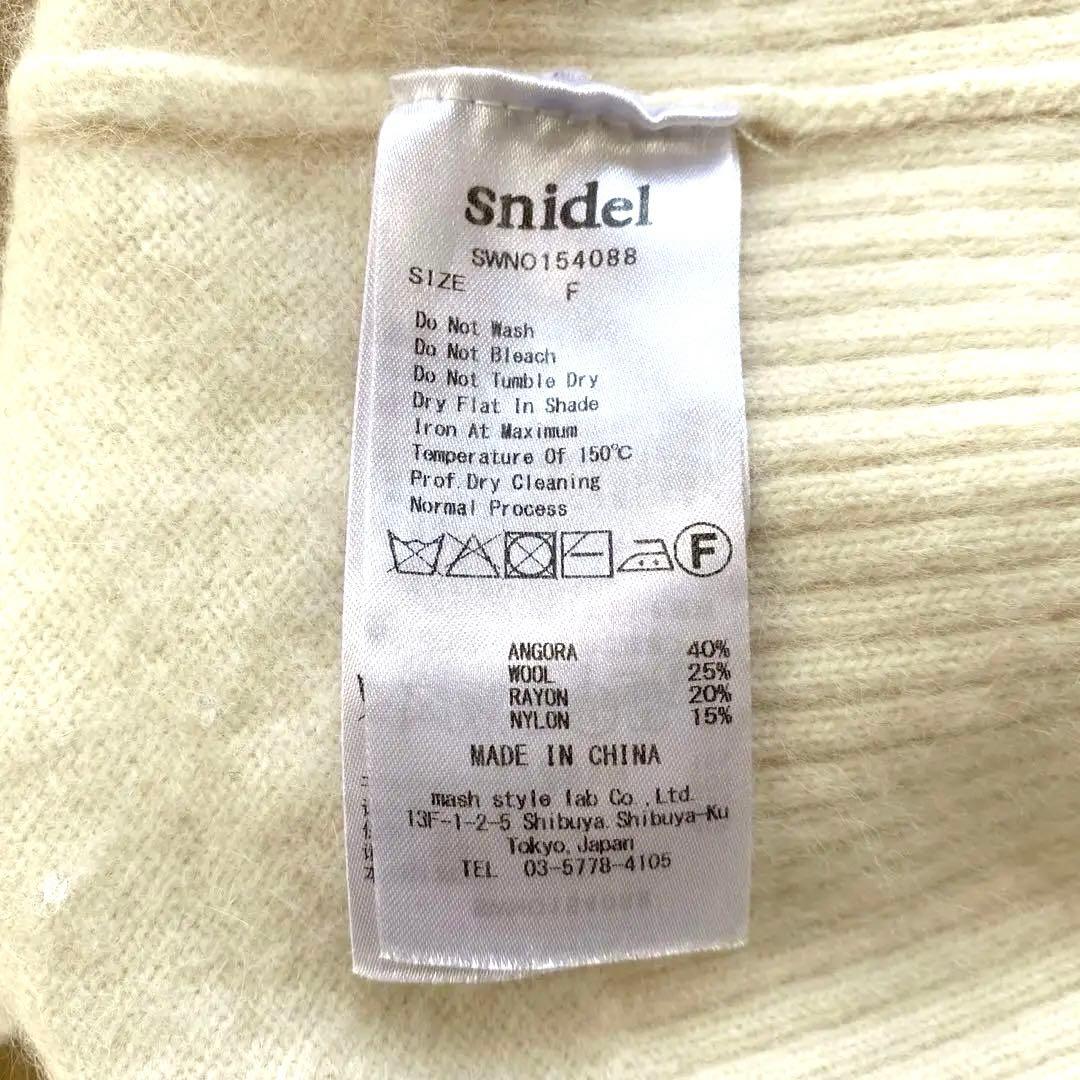 Snidel
SWNO154088
SIZE F
Do Not Wash
Do Not Bleach
Do Not Tumble Dry
Dry Flat In Shade
Iron At Maximum
Temperature Of 150℃
Prof.Dry Cleaning
Normal Process
F
ANGORA 40%
WOOL 25%
RAYON 20%
NYLON 15%
MADE IN CHINA
mash style lab Co.,Ltd.
13F-1-2-5 Shibuya.Shibuya-Ku
Tokyo.Japan
TEL 03-5778-4105